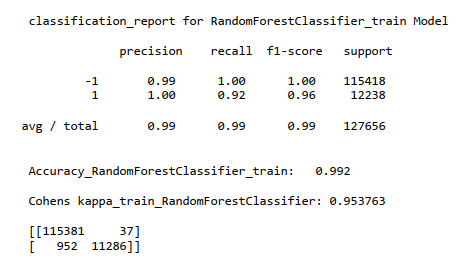 classification_report for RandomForestClassifier_train Model
precision recall f1-score support
-1 0.99 1.00 1.00 115418
1 1.00 0.92 0.96 12238
avg / total 0.99 0.99 0.99 127656
Accuracy_RandomForestClassifier_train: 0.992
Cohens kappa_train_RandomForestClassifier: 0.953763
[[115381 37]
[ 952 11286]]